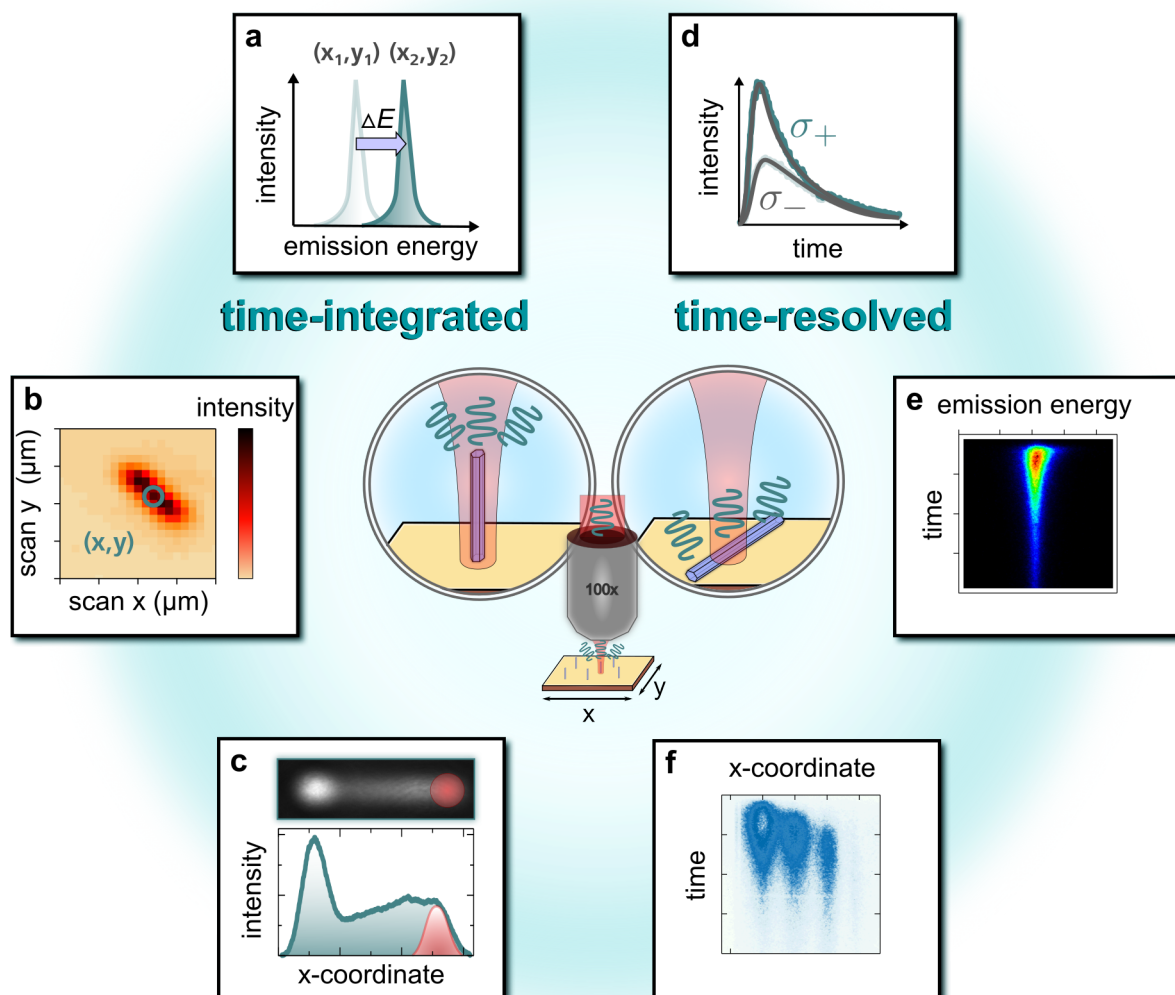 a
(x₁,y₁) (x₂,y₂)
ΔE
intensity
emission energy
d
σ₊
σ₋
intensity
time
time-integrated
time-resolved
b
intensity
scan y (μm)
(x,y)
scan x (μm)
100x
x
y
e
emission energy
time
c
intensity
x-coordinate
f
x-coordinate
time